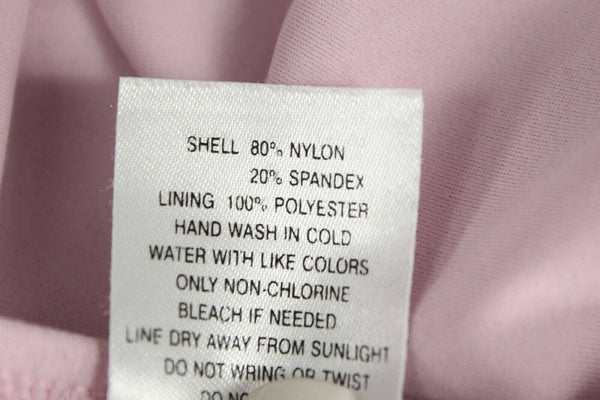 SHELL 80% NYLON
20% SPANDEX
LINING 100% POLYESTER
HAND WASH IN COLD
WATER WITH LIKE COLORS
ONLY NON-CHLORINE
BLEACH IF NEEDED
LINE DRY AWAY FROM SUNLIGHT
DO NOT WRING OR TWIST
DO